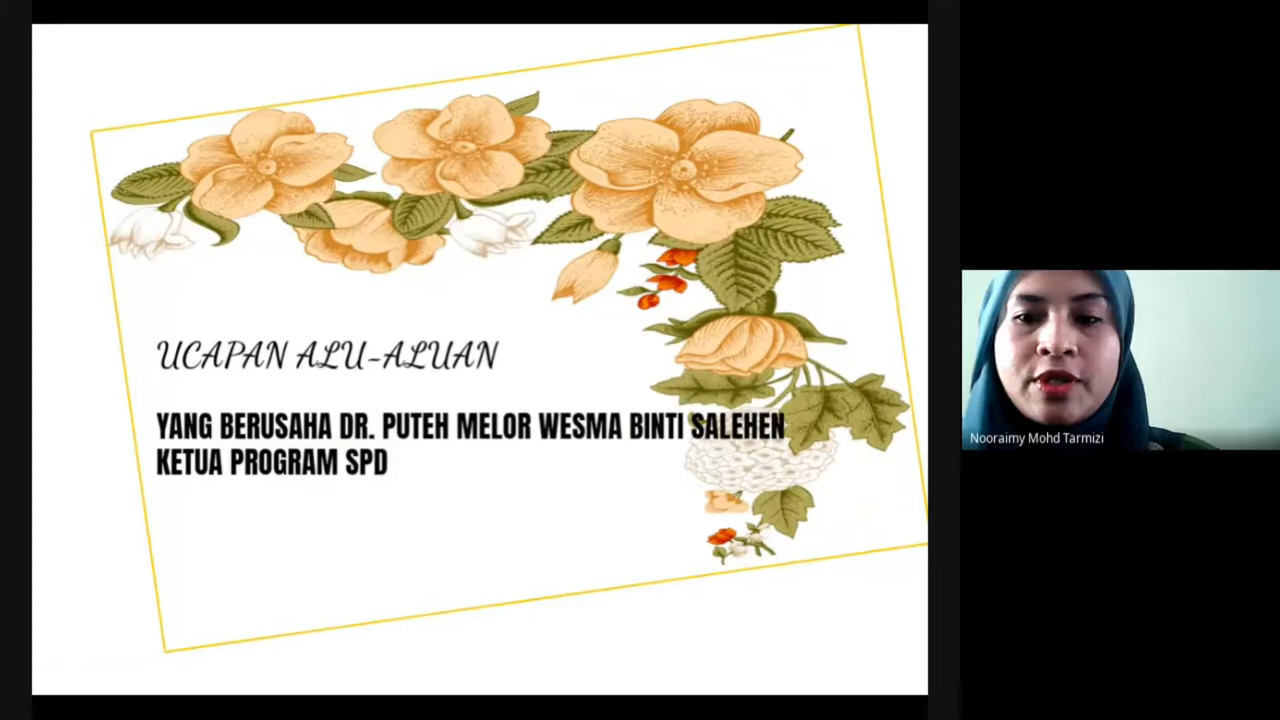 UCAPAN ALU-ALUAN
YANG BERUSAHA DR. PUTEH MELOR WESMA BINTI SALEHEN
KETUA PROGRAM SPD
Nooraimy Mohd Tarmizi